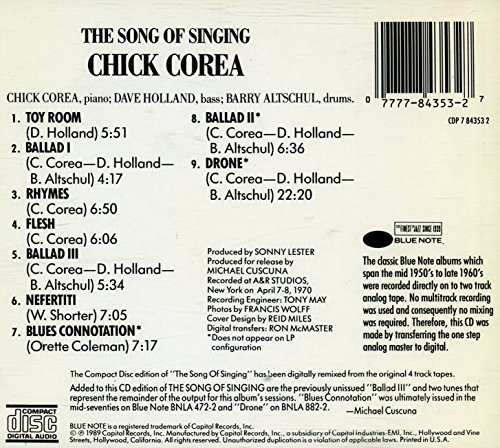 THE SONG OF SINGING
CHICK COREA
CHICK COREA, piano; DAVE HOLLAND, bass; BARRY ALTSCHUL, drums.
0 7777-84353-2 7
CDP 7 84353 2
1. TOY ROOM
(D. Holland) 5:51
2. BALLAD I
(C. Corea—D. Holland—
B. Altschul) 4:17
3. RHYMES
(C. Corea) 6:50
4. FLESH
(C. Corea) 6:06
5. BALLAD III
(C. Corea—D. Holland—
B. Altschul) 5:34
6. NEFERTITI
(W. Shorter) 7:05
7. BLUES CONNOTATION*
(Orette Coleman) 7:17
8. BALLAD II*
(C. Corea—D. Holland—
B. Altschul) 6:36
9. DRONE*
(C. Corea—D. Holland—
B. Altschul) 22:20
Produced by SONNY LESTER
Produced for release by
MICHAEL CUSCUNA
Recorded at A&R STUDIOS,
New York on April 7-8, 1970
Recording Engineer: TONY MAY
Photos by FRANCIS WOLFF
Cover Design by REID MILES
Digital transfers: RON McMASTER
*Does not appear on LP
configuration
THE FINEST IN JAZZ SINCE 1939
BLUE NOTE
The classic Blue Note albums which
span the mid 1950's to late 1960's
were recorded directly on to two track
analog tape. No multitrack recording
was used and consequently no mixing
was required. Therefore, this CD was
made by transferring the one step
analog master to digital.
The Compact Disc edition of "The Song Of Singing" has been digitally remixed from the original 4 track tapes.
Added to this CD edition of THE SONG OF SINGING are the previously unissued "Ballad III" and two tunes
that represent the remainder of the output for this album's sessions. "Blues Connotation" was ultimately issued in
the mid-seventies on Blue Note BNLA 472-2 and "Drone" on BNLA 882-2.
—Michael Cuscuna
COMPACT
disc
DIGITAL AUDIO
BLUE NOTE is a registered trademark of Capitol Records, Inc.
© ℗ 1989 Capitol Records, Inc. Manufactured by Capitol Records, Inc., a subsidiary of Capitol Industries-EMI, Inc., Hollywood and Vine
Streets, Hollywood, California. All rights reserved. Unauthorized duplication is a violation of applicable laws. Printed in U.S.A.